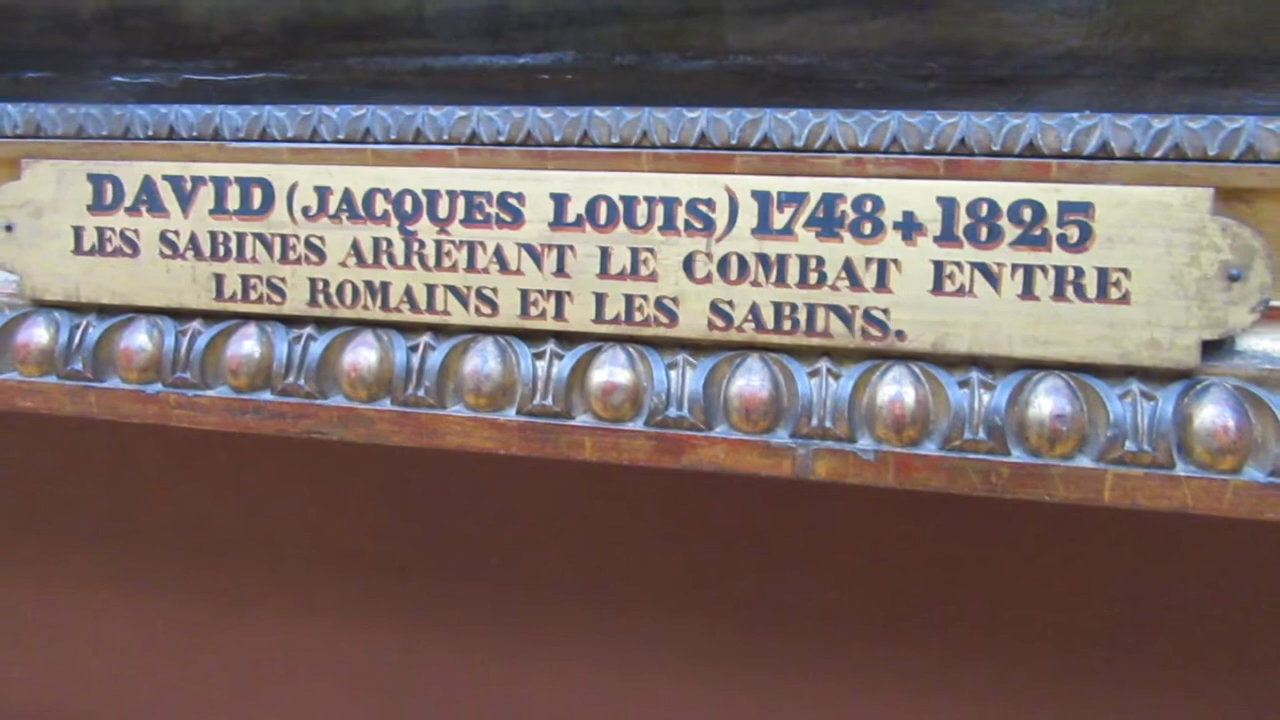 DAVID (JACQUES LOUIS) 1748+1825
LES SABINES ARRÊTANT LE COMBAT ENTRE
LES ROMAINS ET LES SABINS.